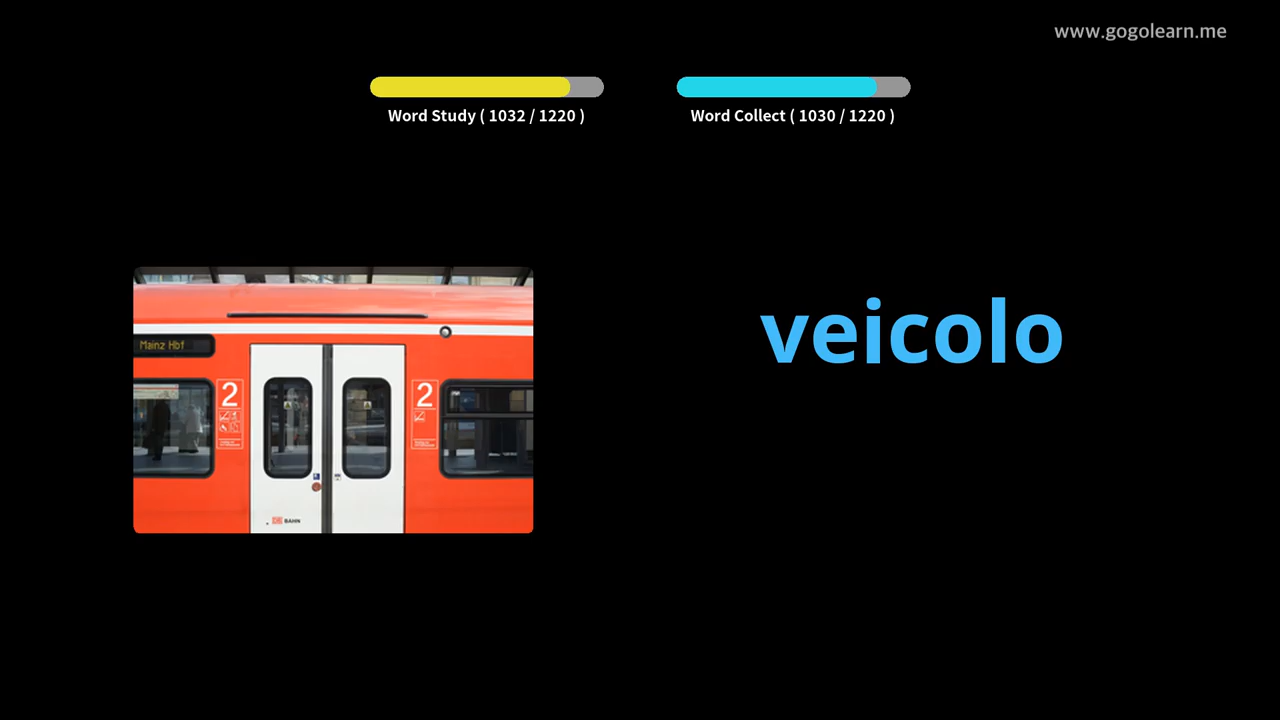 www.gogolearn.me
Word Study ( 1032 / 1220 )
Word Collect ( 1030 / 1220 )
veicolo
Mainz Hbf
2
2
DB BAHN